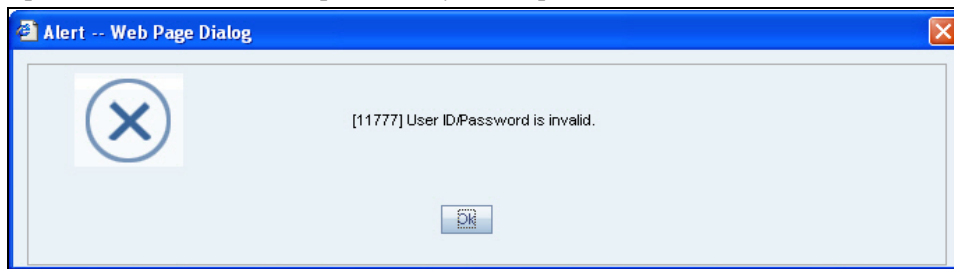 Alert -- Web Page Dialog
[11777] User ID/Password is invalid.
Ok